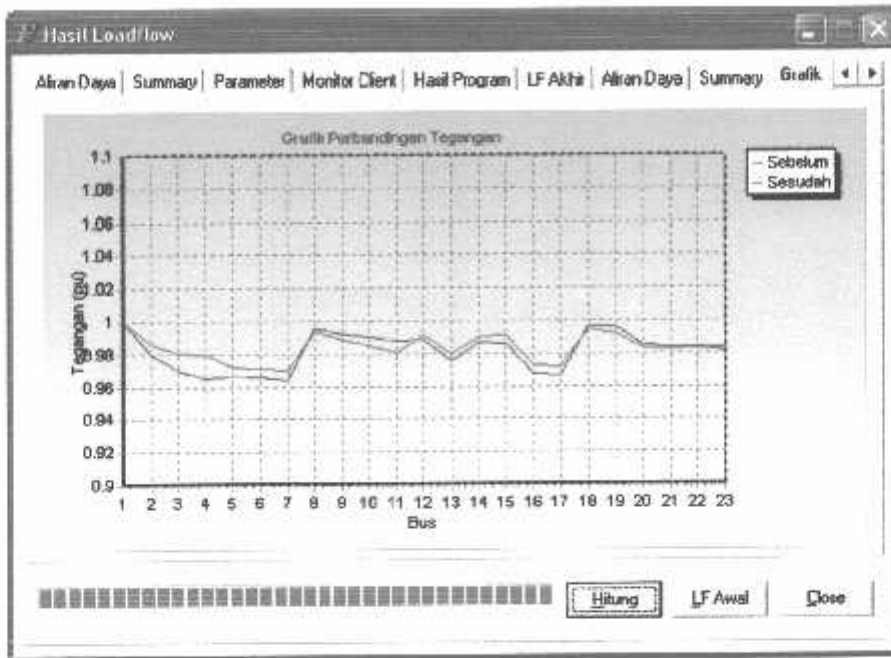 Hasil Loadflow
Aliran Daya Summary Parameter Monitor Client Hasil Program LF Akhir Aliran Daya Summary Grafik
Grafik Perbandingan Tegangan
Sebelum
Sesudah
Tegangan (pu)
1.1
1.08
1.06
1.04
1.02
1
0.98
0.96
0.94
0.92
0.9
1 2 3 4 5 6 7 8 9 10 11 12 13 14 15 16 17 18 19 20 21 22 23
Bus
Hitung LF Awal Close